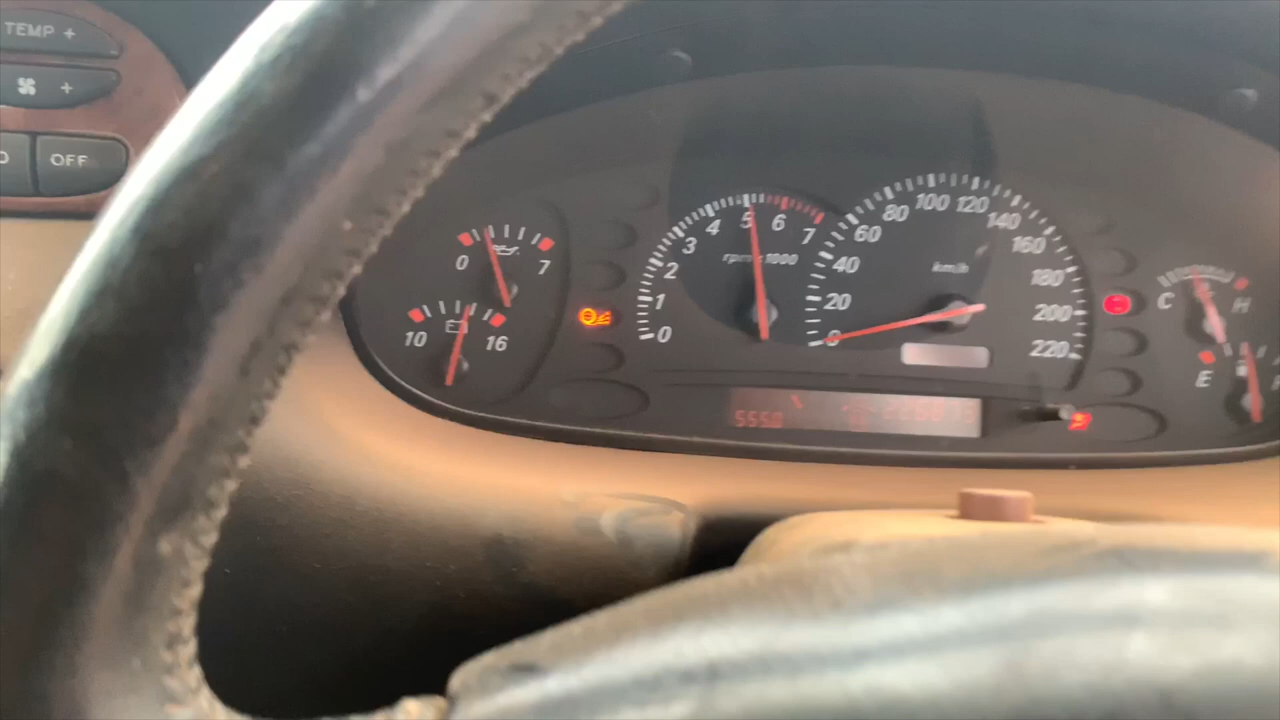 TEMP +
+
OFF
0 7
10 16
0 1 2 3 4 5 6 7
rpm x 1000
0 20 40 60 80 100 120 140 160 180 200 220
km/h
C H
E